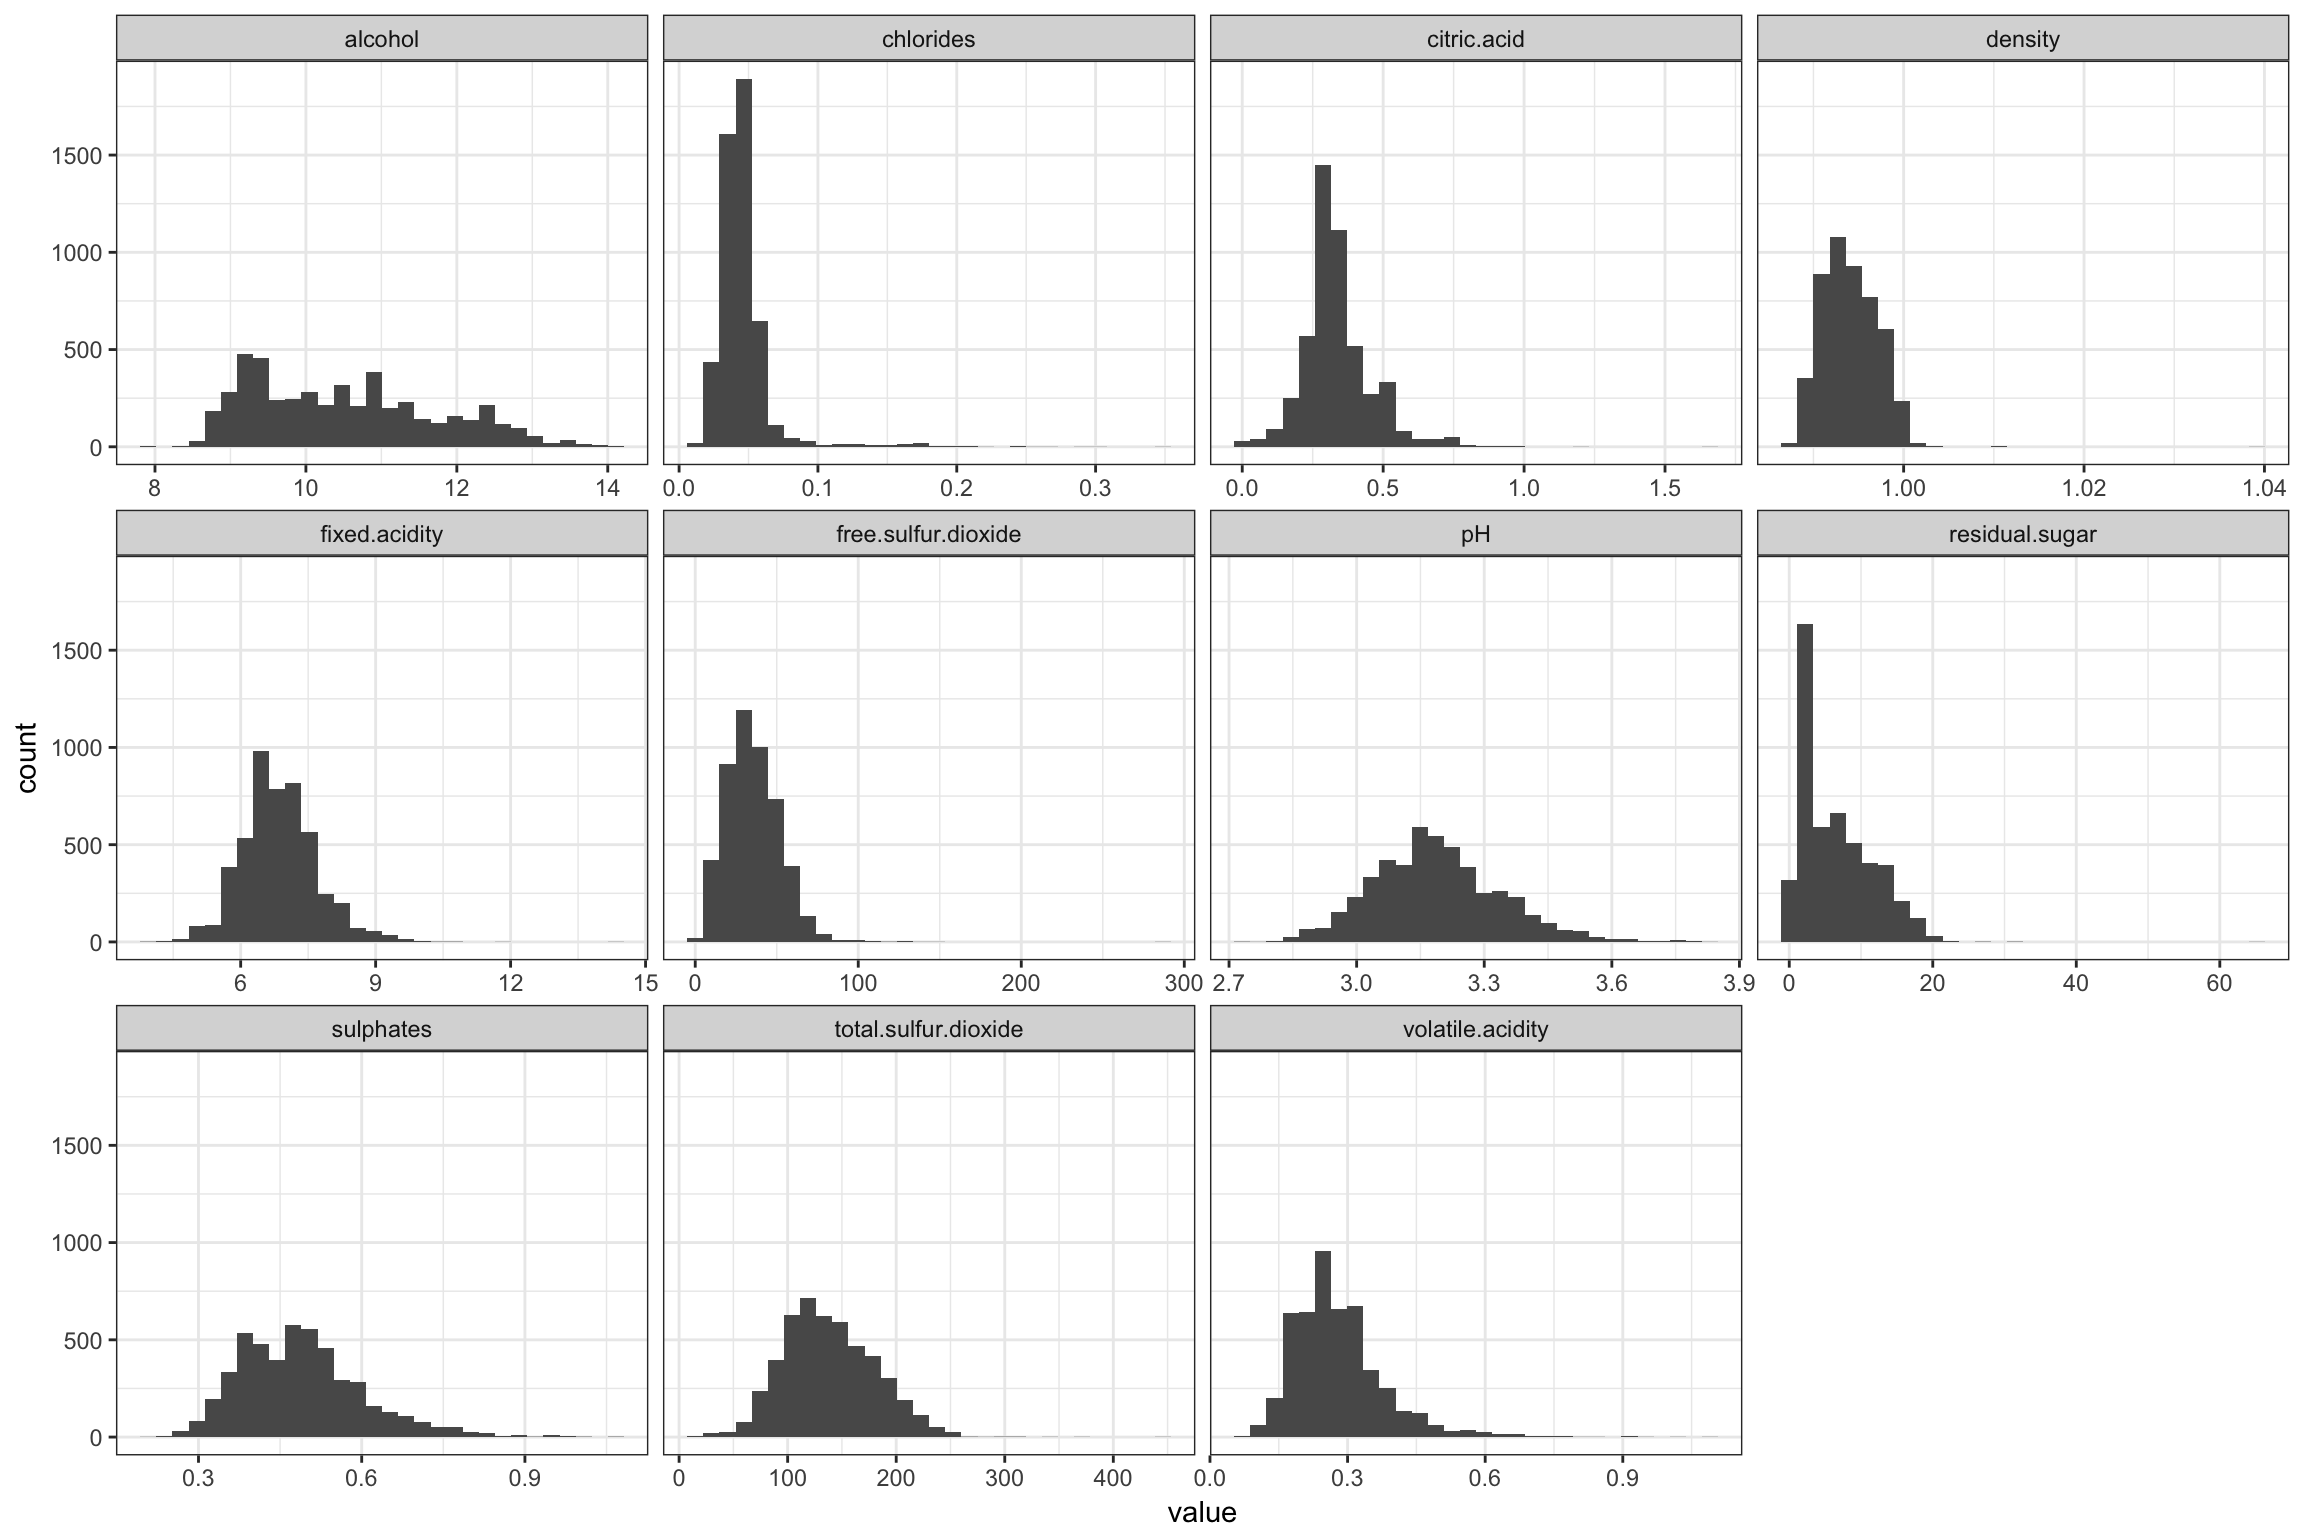 alcohol chlorides citric.acid density
1500
1000
500
0
8 10 12 14 0.0 0.1 0.2 0.3 0.0 0.5 1.0 1.5 1.00 1.02 1.04
fixed.acidity free.sulfur.dioxide pH residual.sugar
1500
1000
500
0
6 9 12 15 0 100 200 300 2.7 3.0 3.3 3.6 3.9 0 20 40 60
count
sulphates total.sulfur.dioxide volatile.acidity
1500
1000
500
0
0.3 0.6 0.9 0 100 200 300 400 0.0 0.3 0.6 0.9
value